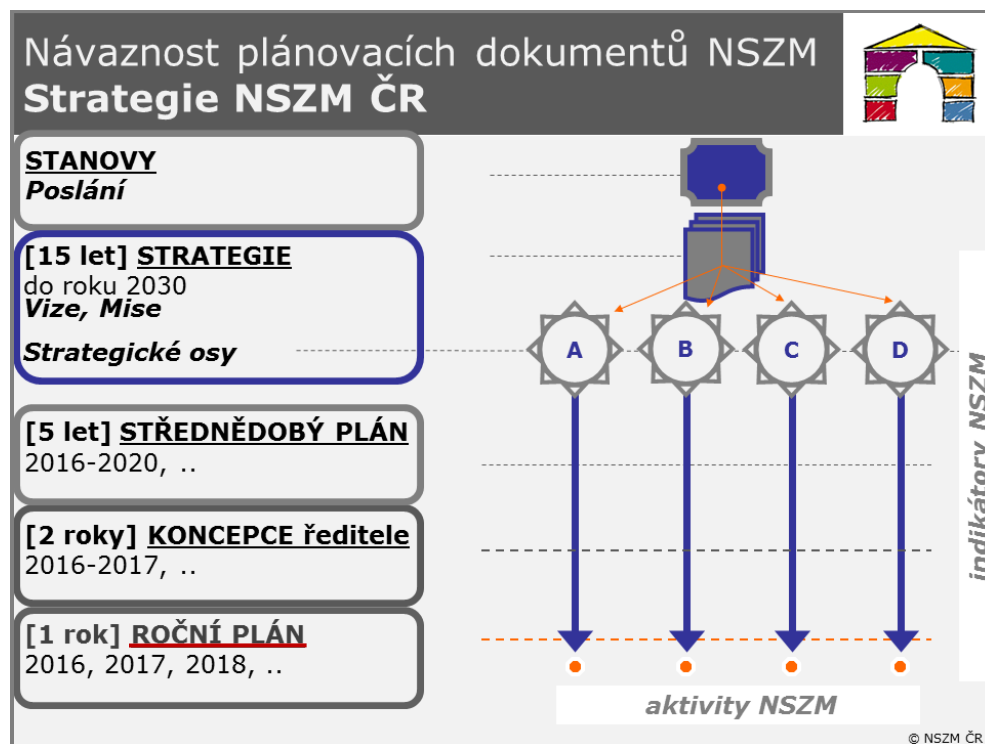 Návaznost plánovacích dokumentů NSZM
Strategie NSZM ČR
STANOVY
Poslání
[15 let] STRATEGIE
do roku 2030
Vize, Mise
Strategické osy
A B C D
[5 let] STŘEDNĚDOBÝ PLÁN
2016-2020, ..
[2 roky] KONCEPCE ředitele
2016-2017, ..
[1 rok] ROČNÍ PLÁN
2016, 2017, 2018, ..
indikátory NSZM
aktivity NSZM
© NSZM ČR